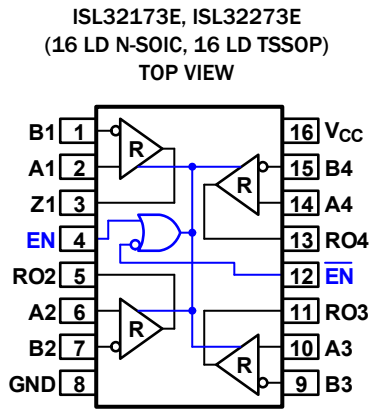 ISL32173E, ISL32273E
(16 LD N-SOIC, 16 LD TSSOP)
TOP VIEW
B1 1
A1 2
Z1 3
EN 4
RO2 5
A2 6
B2 7
GND 8
R
R
R
R
16 VCC
15 B4
14 A4
13 RO4
12 E̅N̅
11 RO3
10 A3
9 B3